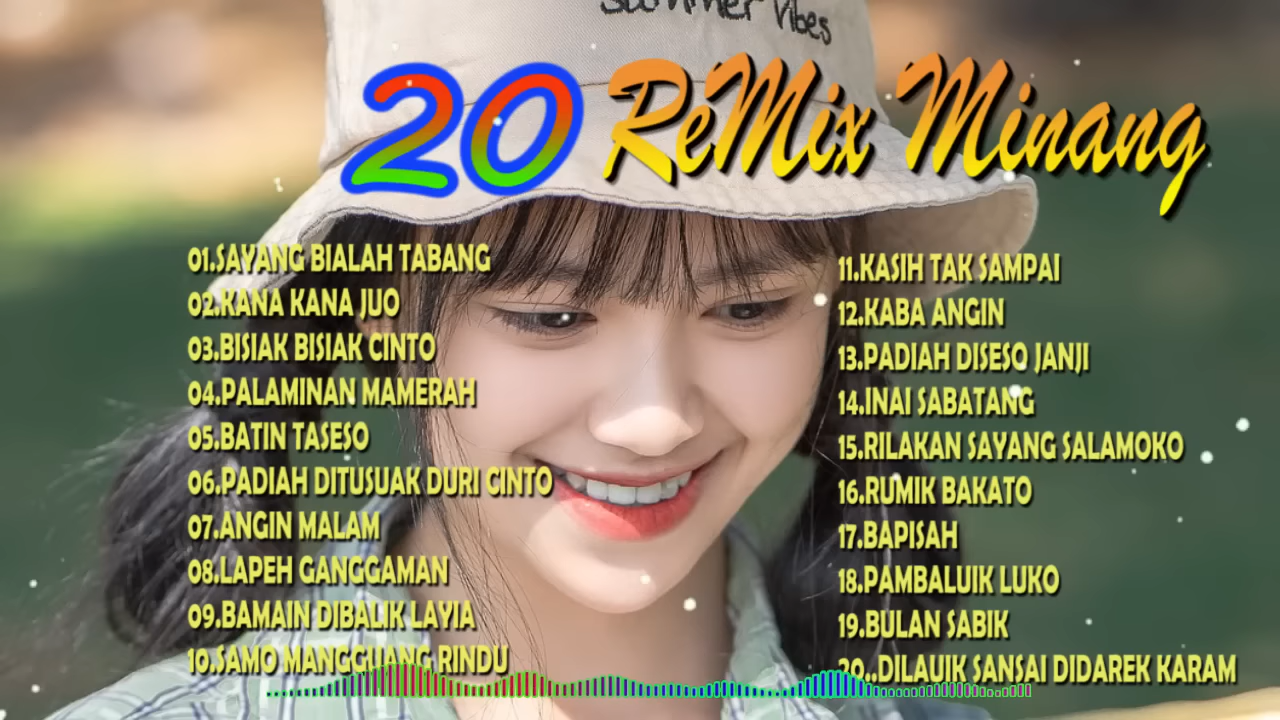 summer vibes
20 ReMix Minang
01.SAYANG BIALAH TABANG
02.KANA KANA JUO
03.BISIAK BISIAK CINTO
04.PALAMINAN MAMERAH
05.BATIN TASESO
06.PADIAH DITUSUAK DURI CINTO
07.ANGIN MALAM
08.LAPEH GANGGAMAN
09.BAMAIN DIBALIK LAYIA
10.SAMO MANGGUANG RINDU
11.KASIH TAK SAMPAI
12.KABA ANGIN
13.PADIAH DISESO JANJI
14.INAI SABATANG
15.RILAKAN SAYANG SALAMOKO
16.RUMIK BAKATO
17.BAPISAH
18.PAMBALUIK LUKO
19.BULAN SABIK
20..DILAUIK SANSAI DIDAREK KARAM